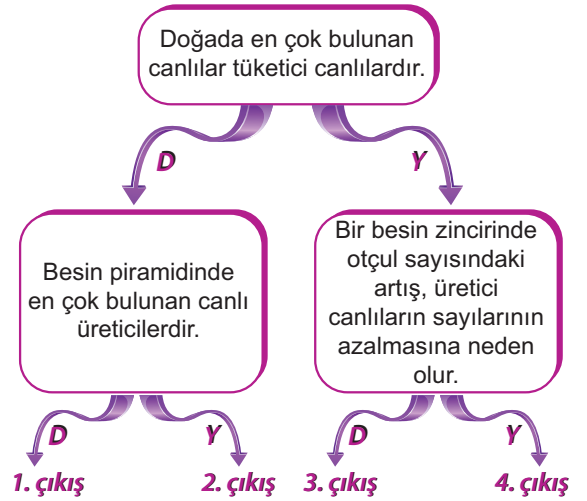 Doğada en çok bulunan
canlılar tüketici canlılardır.
D
Y
Besin piramidinde
en çok bulunan canlı
üreticilerdir.
Bir besin zincirinde
otçul sayısındaki
artış, üretici
canlıların sayılarının
azalmasına neden
olur.
D
Y
D
Y
1. çıkış
2. çıkış
3. çıkış
4. çıkış